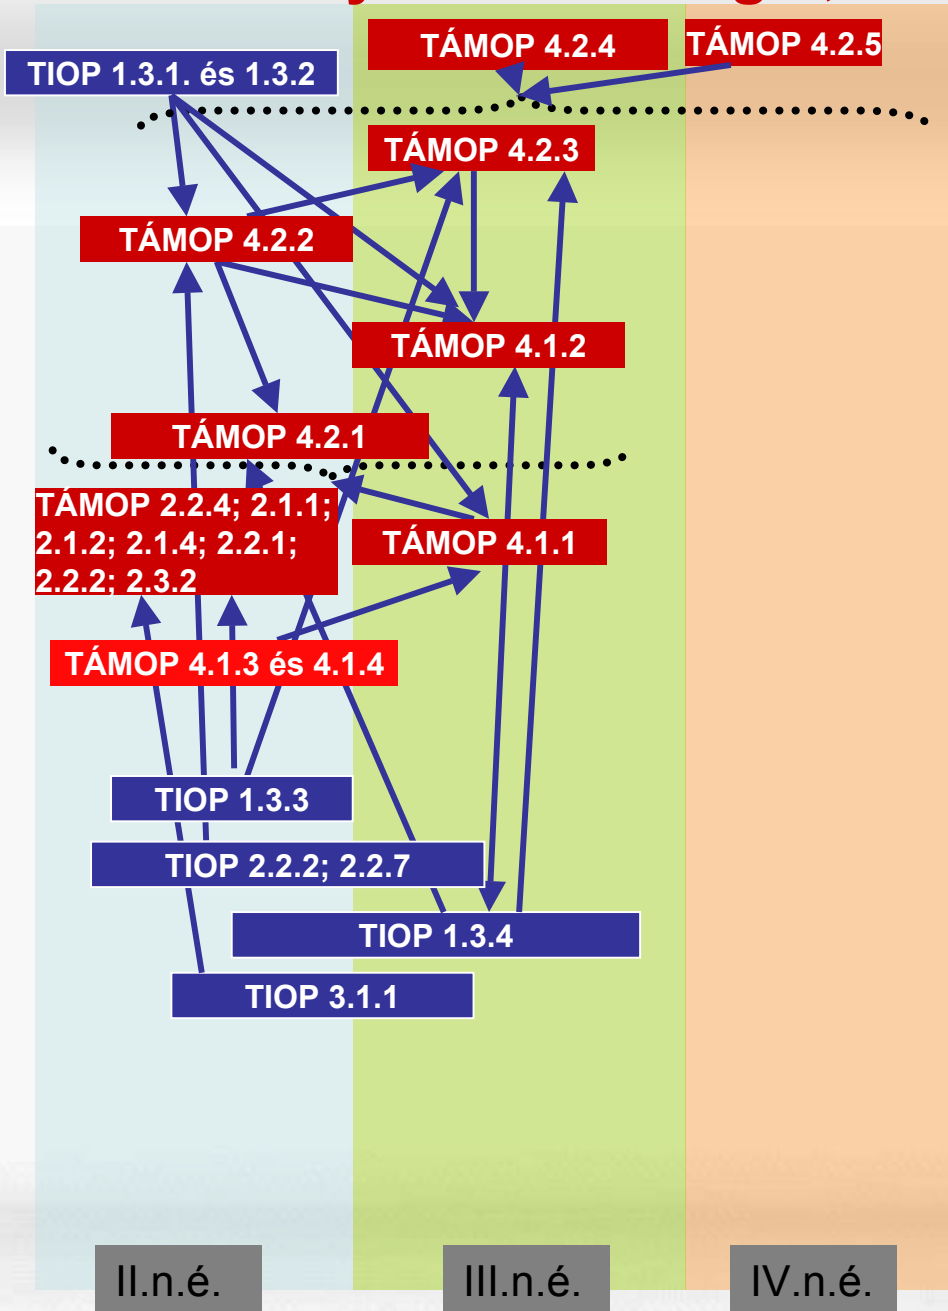 TÁMOP 4.2.4
TÁMOP 4.2.5
TIOP 1.3.1. és 1.3.2
TÁMOP 4.2.3
TÁMOP 4.2.2
TÁMOP 4.1.2
TÁMOP 4.2.1
TÁMOP 2.2.4; 2.1.1;
2.1.2; 2.1.4; 2.2.1;
2.2.2; 2.3.2
TÁMOP 4.1.1
TÁMOP 4.1.3 és 4.1.4
TIOP 1.3.3
TIOP 2.2.2; 2.2.7
TIOP 1.3.4
TIOP 3.1.1
II.n.é.
III.n.é.
IV.n.é.